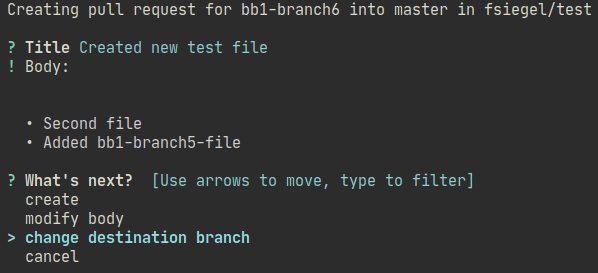 Creating pull request for bb1-branch6 into master in fsiegel/test
? Title Created new test file
! Body:
• Second file
• Added bb1-branch5-file
? What's next?  [Use arrows to move, type to filter]
create
modify body
> change destination branch
cancel